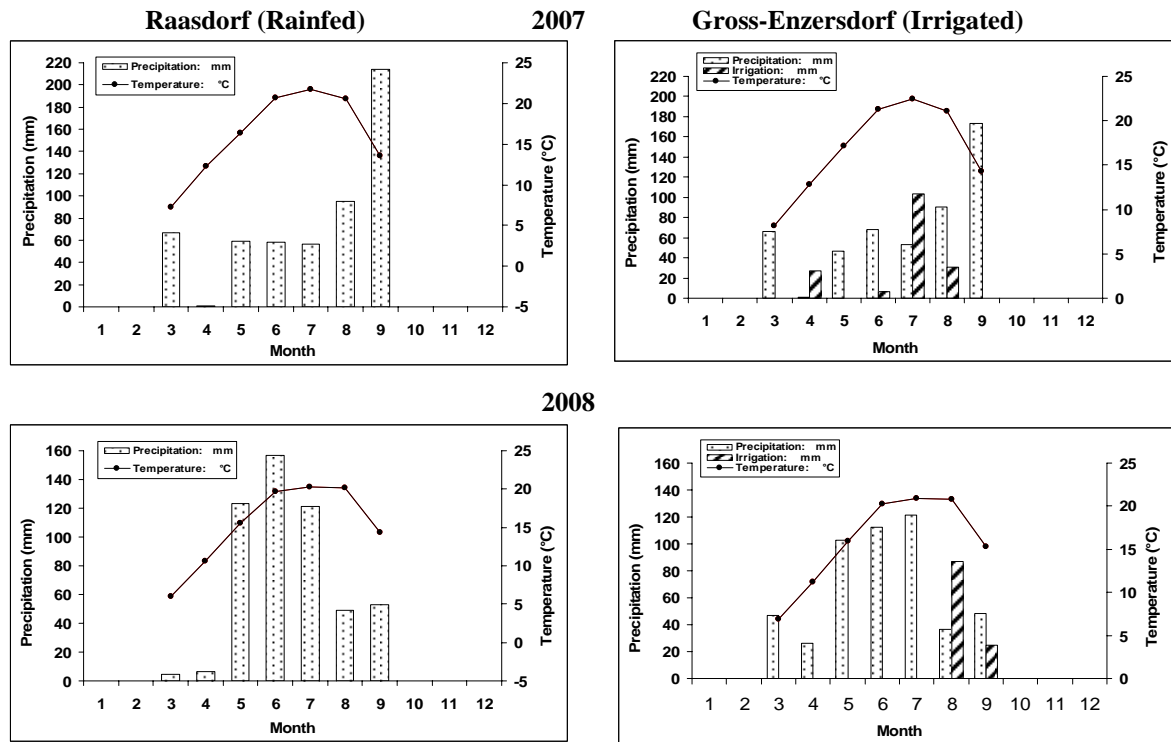 Raasdorf (Rainfed) 2007 Gross-Enzersdorf (Irrigated)
Precipitation: mm
Temperature: °C
220
200
180
160
140
120
100
80
60
40
20
0
Precipitation (mm)
25
20
15
10
5
0
-5
Temperature (°C)
1 2 3 4 5 6 7 8 9 10 11 12
Month
Precipitation: mm
Irrigation: mm
Temperature: °C
220
200
180
160
140
120
100
80
60
40
20
0
Precipitation (mm)
25
20
15
10
5
0
Temperature (°C)
1 2 3 4 5 6 7 8 9 10 11 12
Month
2008
Precipitation: mm
Temperature: °C
160
140
120
100
80
60
40
20
0
Precipitation (mm)
25
20
15
10
5
0
-5
Temperature (°C)
1 2 3 4 5 6 7 8 9 10 11 12
Month
Precipitation: mm
Irrigation: mm
Temperature: °C
160
140
120
100
80
60
40
20
0
Precipitation (mm)
25
20
15
10
5
0
Temperature (°C)
1 2 3 4 5 6 7 8 9 10 11 12
Month